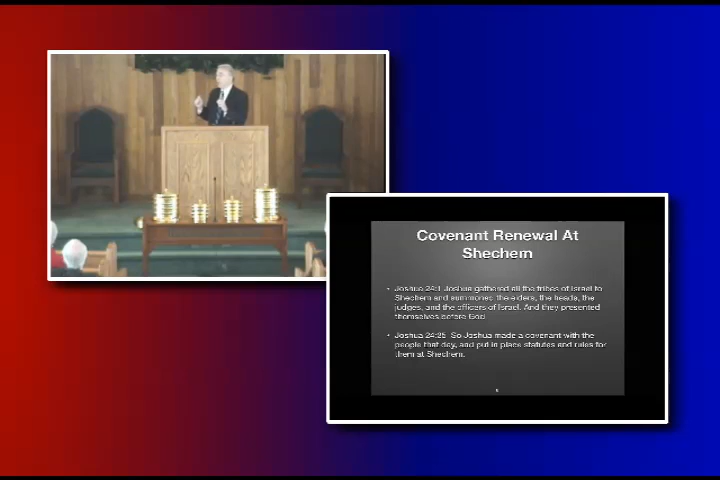 Covenant Renewal At
Shechem
• Joshua 24:1 Joshua gathered all the tribes of Israel to
Shechem and summoned the elders, the heads, the
judges, and the officers of Israel. And they presented
themselves before God.
• Joshua 24:25 So Joshua made a covenant with the
people that day, and put in place statutes and rules for
them at Shechem.